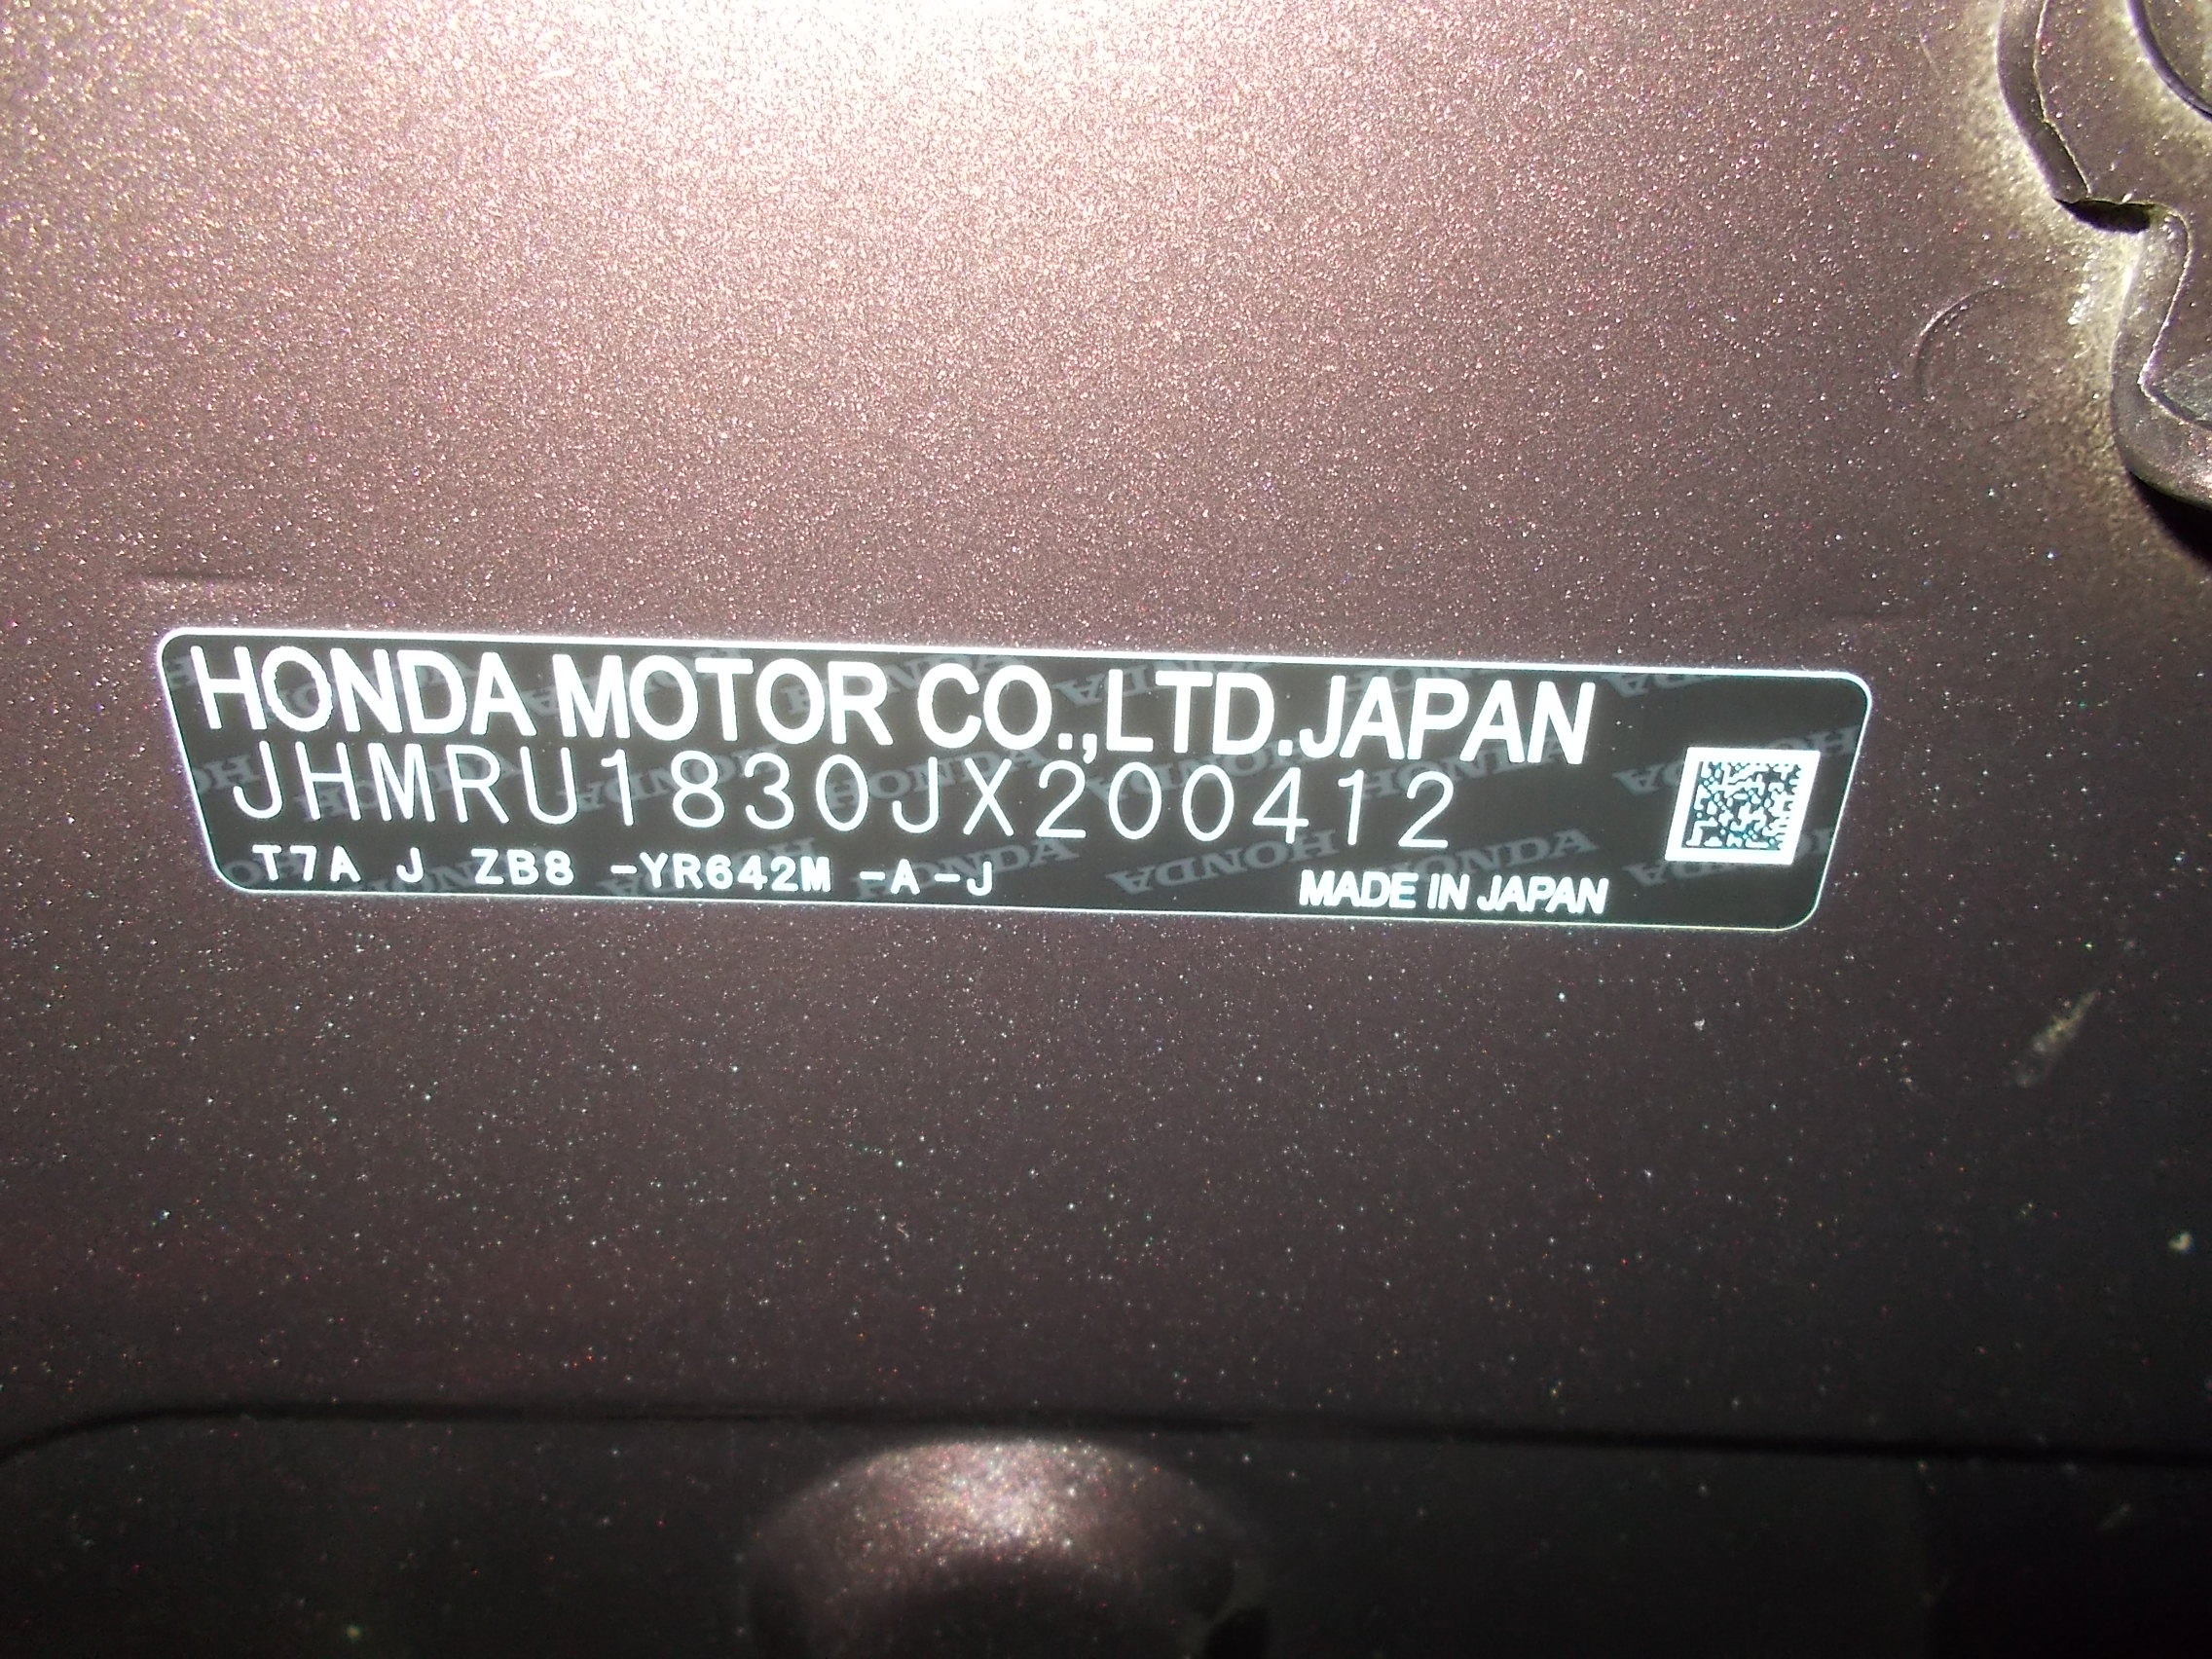 HONDA MOTOR CO.,LTD.JAPAN
JHMRU1830JX200412
T7A J ZB8 -YR642M -A-J
MADE IN JAPAN